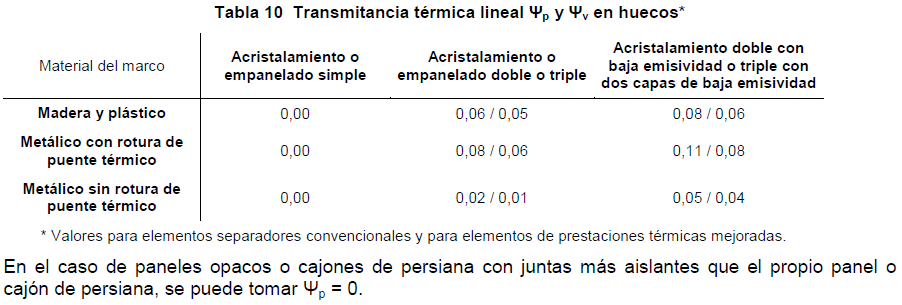 Tabla 10 Transmitancia térmica lineal Ψp y Ψv en huecos*
Material del marco
Acristalamiento o
empanelado simple
Acristalamiento o
empanelado doble o triple
Acristalamiento doble con
baja emisividad o triple con
dos capas de baja emisividad
Madera y plástico 0,00 0,06 / 0,05 0,08 / 0,06
Metálico con rotura de
puente térmico
0,00 0,08 / 0,06 0,11 / 0,08
Metálico sin rotura de
puente térmico
0,00 0,02 / 0,01 0,05 / 0,04
* Valores para elementos separadores convencionales y para elementos de prestaciones térmicas mejoradas.
En el caso de paneles opacos o cajones de persiana con juntas más aislantes que el propio panel o
cajón de persiana, se puede tomar Ψp = 0.